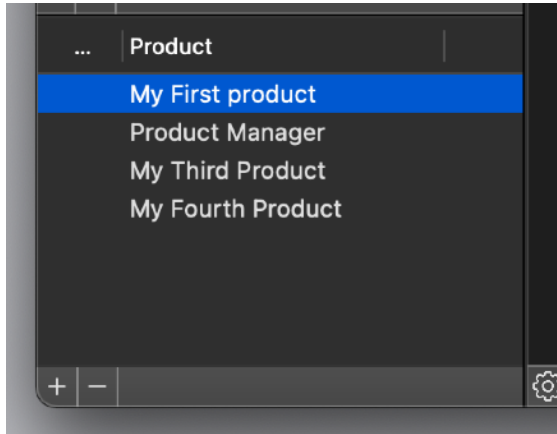 ... Product
My First product
Product Manager
My Third Product
My Fourth Product
+ −